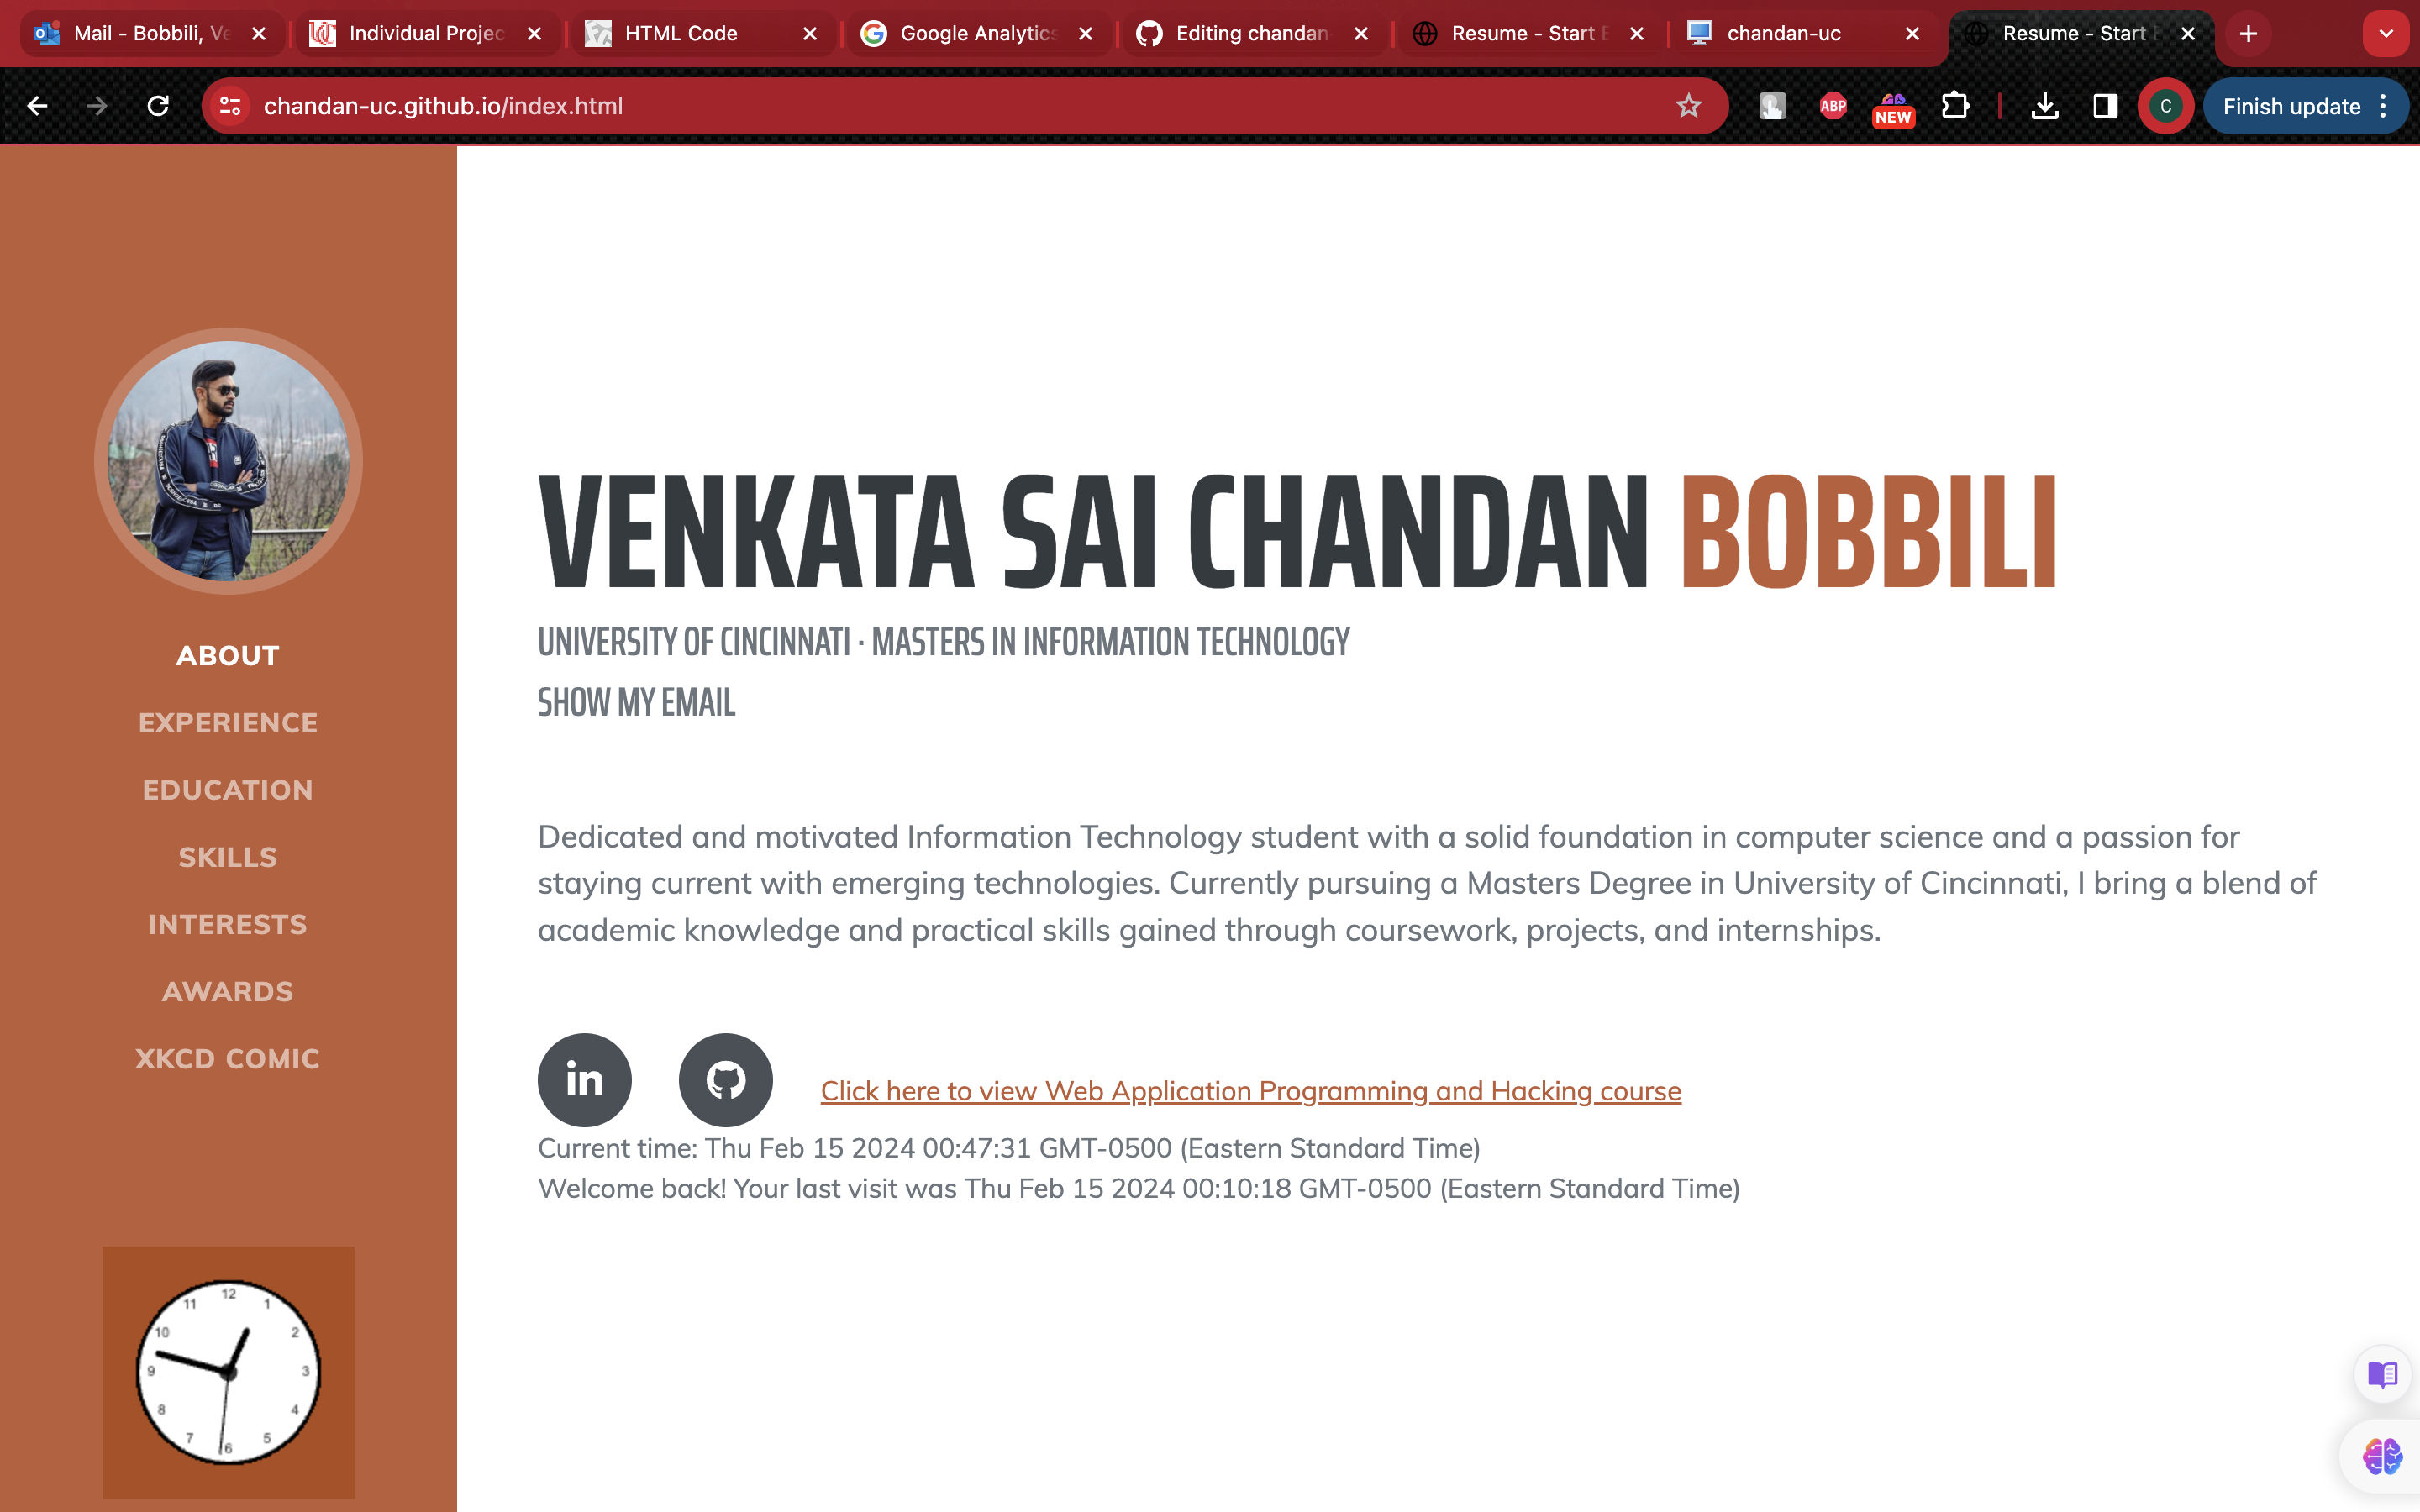 Mail - Bobbili, Ve
Individual Projec
HTML Code
Google Analytics
Editing chandan-
Resume - Start B
chandan-uc
Resume - Start B
chandan-uc.github.io/index.html
ABP
NEW
C
Finish update
VENKATA SAI CHANDAN BOBBILI
UNIVERSITY OF CINCINNATI · MASTERS IN INFORMATION TECHNOLOGY
SHOW MY EMAIL
ABOUT
EXPERIENCE
EDUCATION
SKILLS
INTERESTS
AWARDS
XKCD COMIC
Dedicated and motivated Information Technology student with a solid foundation in computer science and a passion for
staying current with emerging technologies. Currently pursuing a Masters Degree in University of Cincinnati, I bring a blend of
academic knowledge and practical skills gained through coursework, projects, and internships.
in
Click here to view Web Application Programming and Hacking course
Current time: Thu Feb 15 2024 00:47:31 GMT-0500 (Eastern Standard Time)
Welcome back! Your last visit was Thu Feb 15 2024 00:10:18 GMT-0500 (Eastern Standard Time)
12
11 1
10 2
9 3
8 4
7 5
6